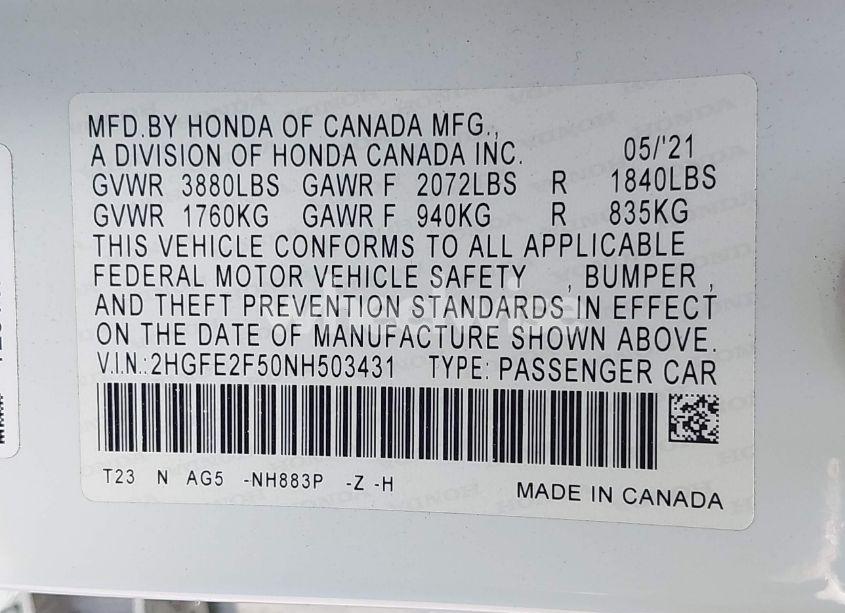 MFD.BY HONDA OF CANADA MFG.,
A DIVISION OF HONDA CANADA INC. 05/'21
GVWR 3880LBS GAWR F 2072LBS R 1840LBS
GVWR 1760KG GAWR F 940KG R 835KG
THIS VEHICLE CONFORMS TO ALL APPLICABLE
FEDERAL MOTOR VEHICLE SAFETY , BUMPER ,
AND THEFT PREVENTION STANDARDS IN EFFECT
ON THE DATE OF MANUFACTURE SHOWN ABOVE.
V.I.N.:2HGFE2F50NH503431 TYPE: PASSENGER CAR
T23 N AG5 -NH883P -Z -H
MADE IN CANADA